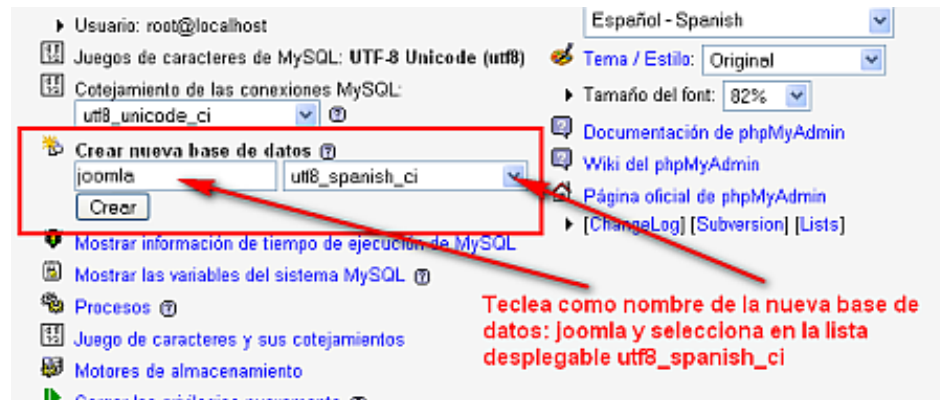 Usuario: root@localhost
Juegos de caracteres de MySQL: UTF-8 Unicode (utf8)
Cotejamiento de las conexiones MySQL:
utf8_unicode_ci
Crear nueva base de datos
joomla
utf8_spanish_ci
Crear
Mostrar información de tiempo de ejecución de MySQL
Mostrar las variables del sistema MySQL
Procesos
Juego de caracteres y sus cotejamientos
Motores de almacenamiento
Cargar los privilegios nuevamente
Español - Spanish
Tema / Estilo: Original
Tamaño del font: 82%
Documentación de phpMyAdmin
Wiki del phpMyAdmin
Página oficial de phpMyAdmin
[ChangeLog] [Subversion] [Lists]
Teclea como nombre de la nueva base de
datos: joomla y selecciona en la lista
desplegable utf8_spanish_ci